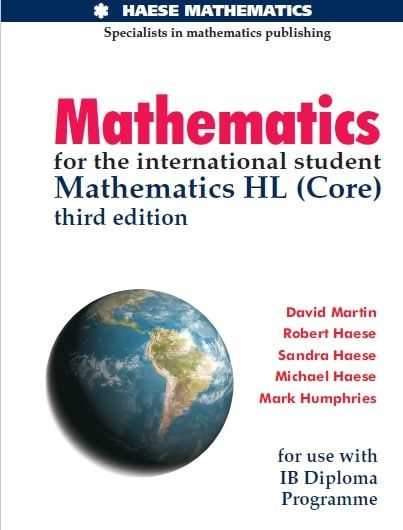 HAESE MATHEMATICS
Specialists in mathematics publishing
Mathematics
for the international student
Mathematics HL (Core)
third edition
David Martin
Robert Haese
Sandra Haese
Michael Haese
Mark Humphries
for use with
IB Diploma
Programme